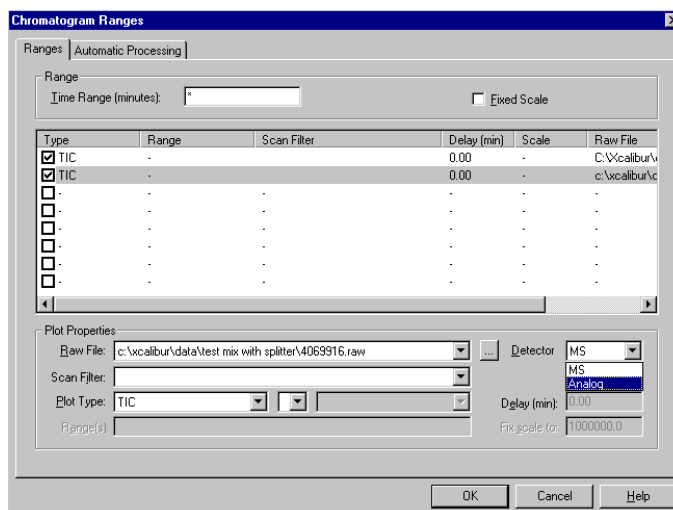 Chromatogram Ranges
Ranges Automatic Processing
Range
Time Range (minutes): * Fixed Scale
Type Range Scan Filter Delay (min) Scale Raw File
TIC - 0.00 - C:\Xcalibur\
TIC - 0.00 - c:\xcalibur\
- - - - - -
- - - - - -
- - - - - -
- - - - - -
- - - - - -
- - - - - -
Plot Properties
Raw File: c:\xcalibur\data\test mix with splitter\4069916.raw ... Detector MS
MS
Scan Filter: Analog
Plot Type: TIC Delay (min): 0.00
Range(s) Fix scale to: 1000000.0
OK Cancel Help